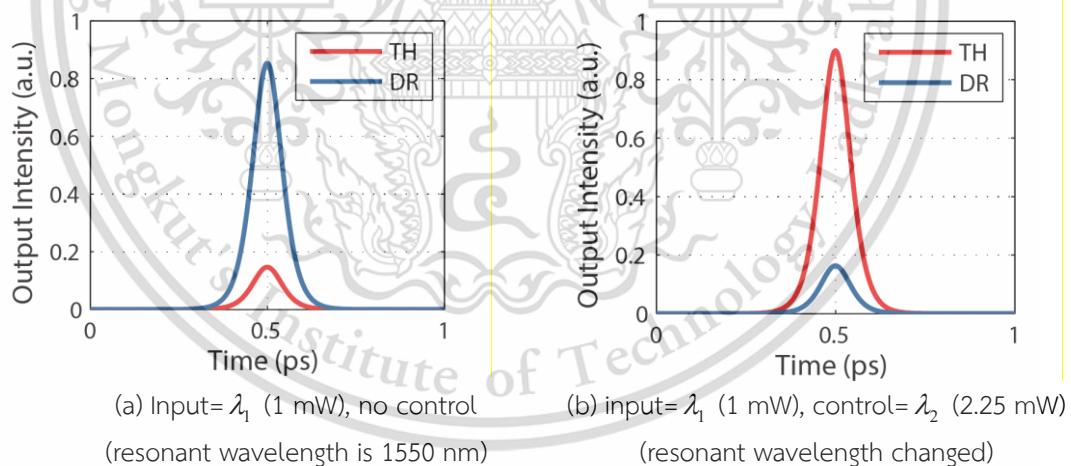 1
0.8
0.6
0.4
0.2
0
Output Intensity (a.u.)
TH
DR
0
0.5
1
Time (ps)
1
0.8
0.6
0.4
0.2
0
Output Intensity (a.u.)
TH
DR
0
0.5
1
Time (ps)
(a) Input= λ₁ (1 mW), no control
(resonant wavelength is 1550 nm)
(b) input= λ₁ (1 mW), control= λ₂ (2.25 mW)
(resonant wavelength changed)
Mongkut's Institute of Technology Ladkrabang